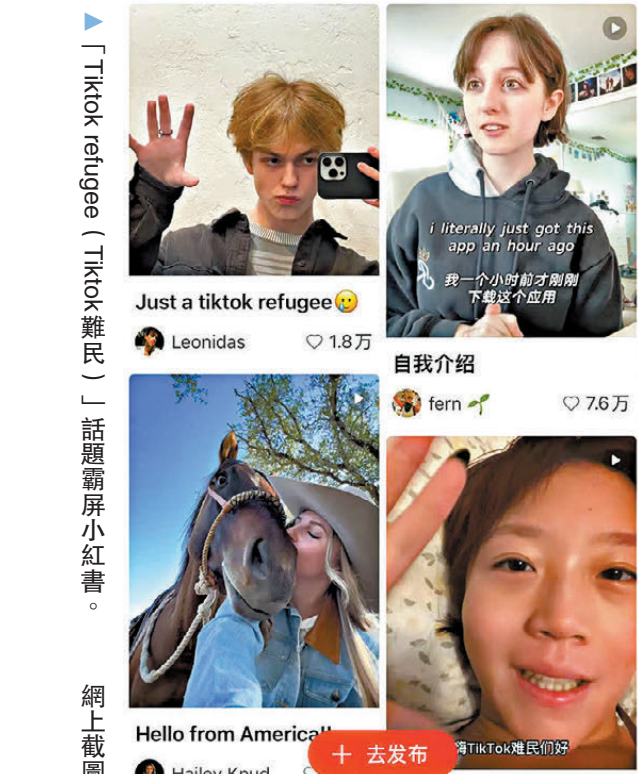 「Tiktok refugee（Tiktok難民）」話題霸屏小紅書。
網上截圖
Just a tiktok refugee🥲
Leonidas
1.8万
i literally just got this
app an hour ago
我一个小时前才刚刚
下载这个应用
自我介绍
fern 🌱
7.6万
Hello from America!!
Hailey Knud
嗨TikTok难民们好
＋ 去发布